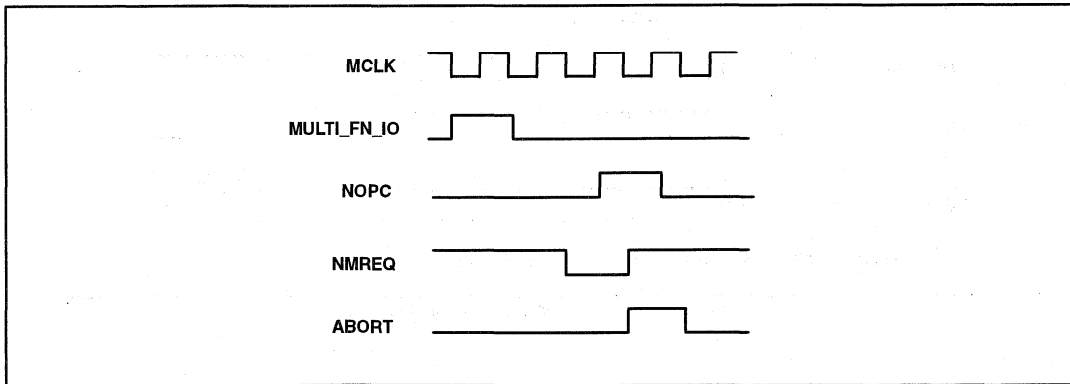 MCLK
MULTI_FN_IO
NOPC
NMREQ
ABORT